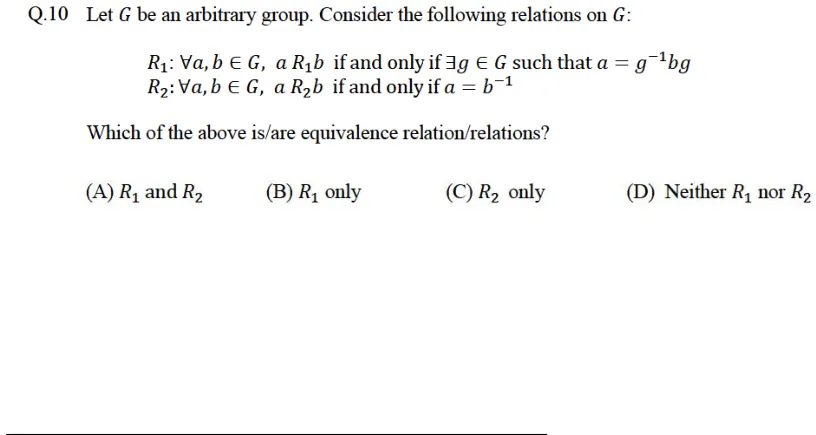 Q.10 Let G be an arbitrary group. Consider the following relations on G:
R₁: ∀a, b ∈ G, a R₁b if and only if ∃g ∈ G such that a = g⁻¹bg
R₂: ∀a, b ∈ G, a R₂b if and only if a = b⁻¹
Which of the above is/are equivalence relation/relations?
(A) R₁ and R₂ (B) R₁ only (C) R₂ only (D) Neither R₁ nor R₂